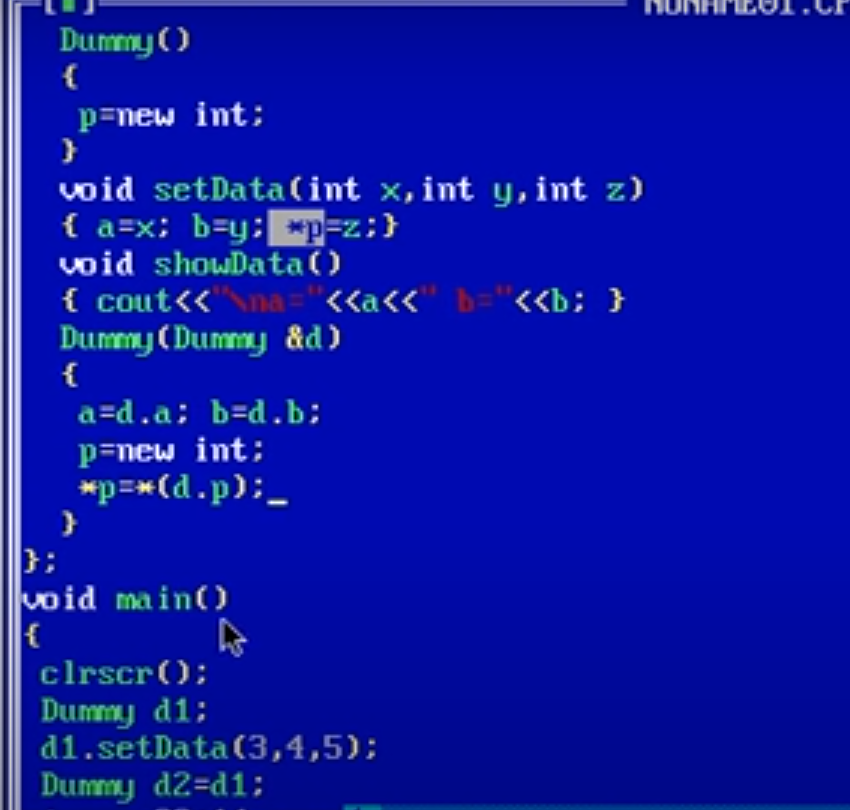 NONAME01.CP
Dummy()
{
p=new int;
}
void setData(int x,int y,int z)
{ a=x; b=y; *p=z;}
void showData()
{ cout<<"\na="<<a<<" b="<<b; }
Dummy(Dummy &d)
{
a=d.a; b=d.b;
p=new int;
*p=*(d.p);_
}
};
void main()
{
clrscr();
Dummy d1;
d1.setData(3,4,5);
Dummy d2=d1;